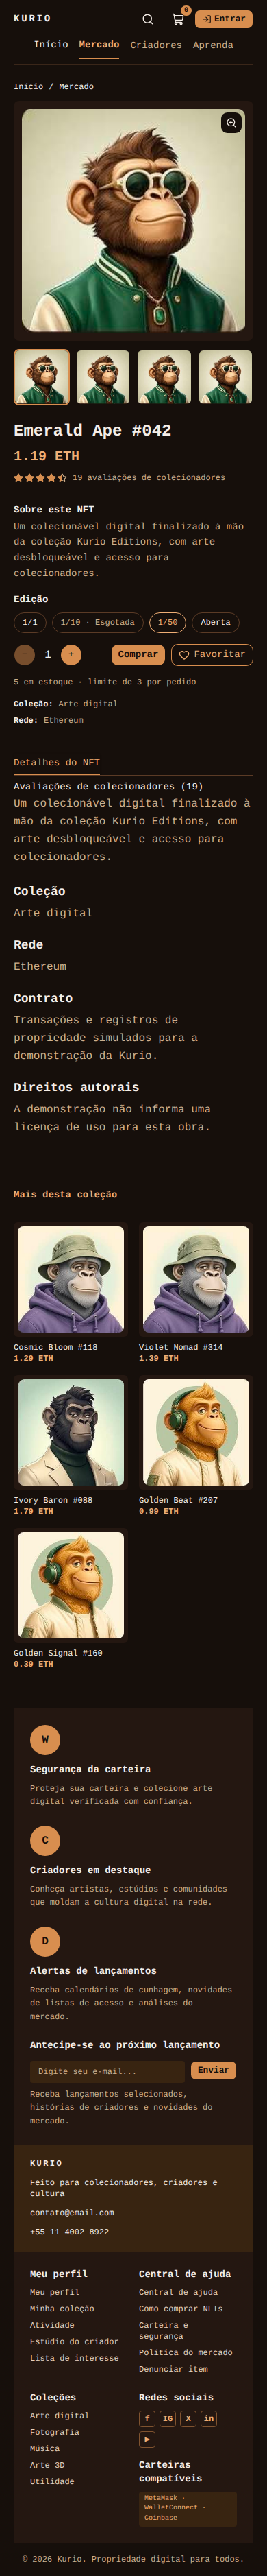 KURIO
0
Entrar
Início Mercado Criadores Aprenda
Início / Mercado
Emerald Ape #042
1.19 ETH
19 avaliações de colecionadores
Sobre este NFT
Um colecionável digital finalizado à mão
da coleção Kurio Editions, com arte
desbloqueável e acesso para
colecionadores.
Edição
1/1 1/10 · Esgotada 1/50 Aberta
− 1 + Comprar Favoritar
5 em estoque · limite de 3 por pedido
Coleção: Arte digital
Rede: Ethereum
Detalhes do NFT
Avaliações de colecionadores (19)
Um colecionável digital finalizado à
mão da coleção Kurio Editions, com
arte desbloqueável e acesso para
colecionadores.
Coleção
Arte digital
Rede
Ethereum
Contrato
Transações e registros de
propriedade simulados para a
demonstração da Kurio.
Direitos autorais
A demonstração não informa uma
licença de uso para esta obra.
Mais desta coleção
Cosmic Bloom #118
1.29 ETH
Violet Nomad #314
1.39 ETH
Ivory Baron #088
1.79 ETH
Golden Beat #207
0.99 ETH
Golden Signal #160
0.39 ETH
W
Segurança da carteira
Proteja sua carteira e colecione arte
digital verificada com confiança.
C
Criadores em destaque
Conheça artistas, estúdios e comunidades
que moldam a cultura digital na rede.
D
Alertas de lançamentos
Receba calendários de cunhagem, novidades
de listas de acesso e análises do
mercado.
Antecipe-se ao próximo lançamento
Digite seu e-mail...
Enviar
Receba lançamentos selecionados,
histórias de criadores e novidades do
mercado.
KURIO
Feito para colecionadores, criadores e
cultura
contato@email.com
+55 11 4002 8922
Meu perfil
Meu perfil
Minha coleção
Atividade
Estúdio do criador
Lista de interesse
Central de ajuda
Central de ajuda
Como comprar NFTs
Carteira e
segurança
Política do mercado
Denunciar item
Coleções
Arte digital
Fotografia
Música
Arte 3D
Utilidade
Redes sociais
f IG X in
▶
Carteiras
compatíveis
MetaMask ·
WalletConnect ·
Coinbase
© 2026 Kurio. Propriedade digital para todos.